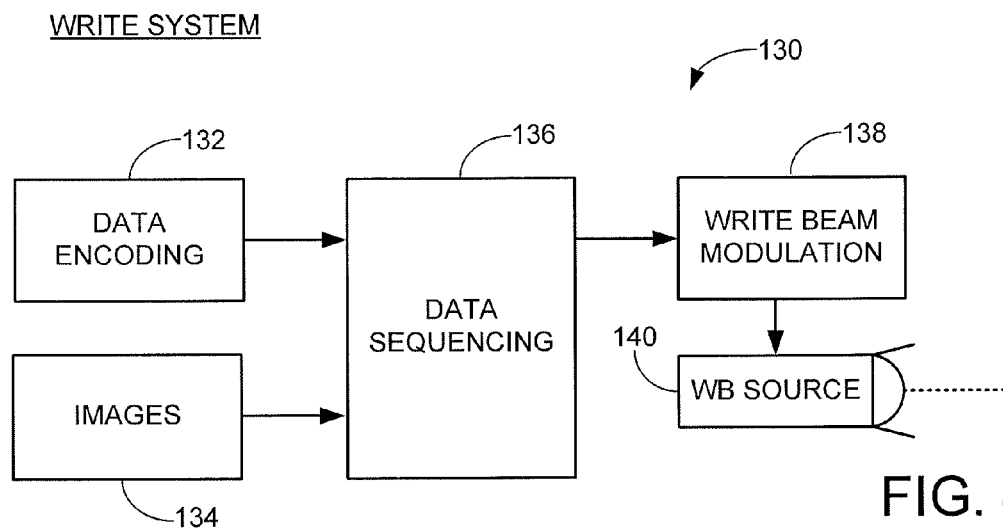 WRITE SYSTEM
130
132
136
138
DATA
ENCODING
WRITE BEAM
MODULATION
DATA
SEQUENCING
140
WB SOURCE
IMAGES
134
FIG.